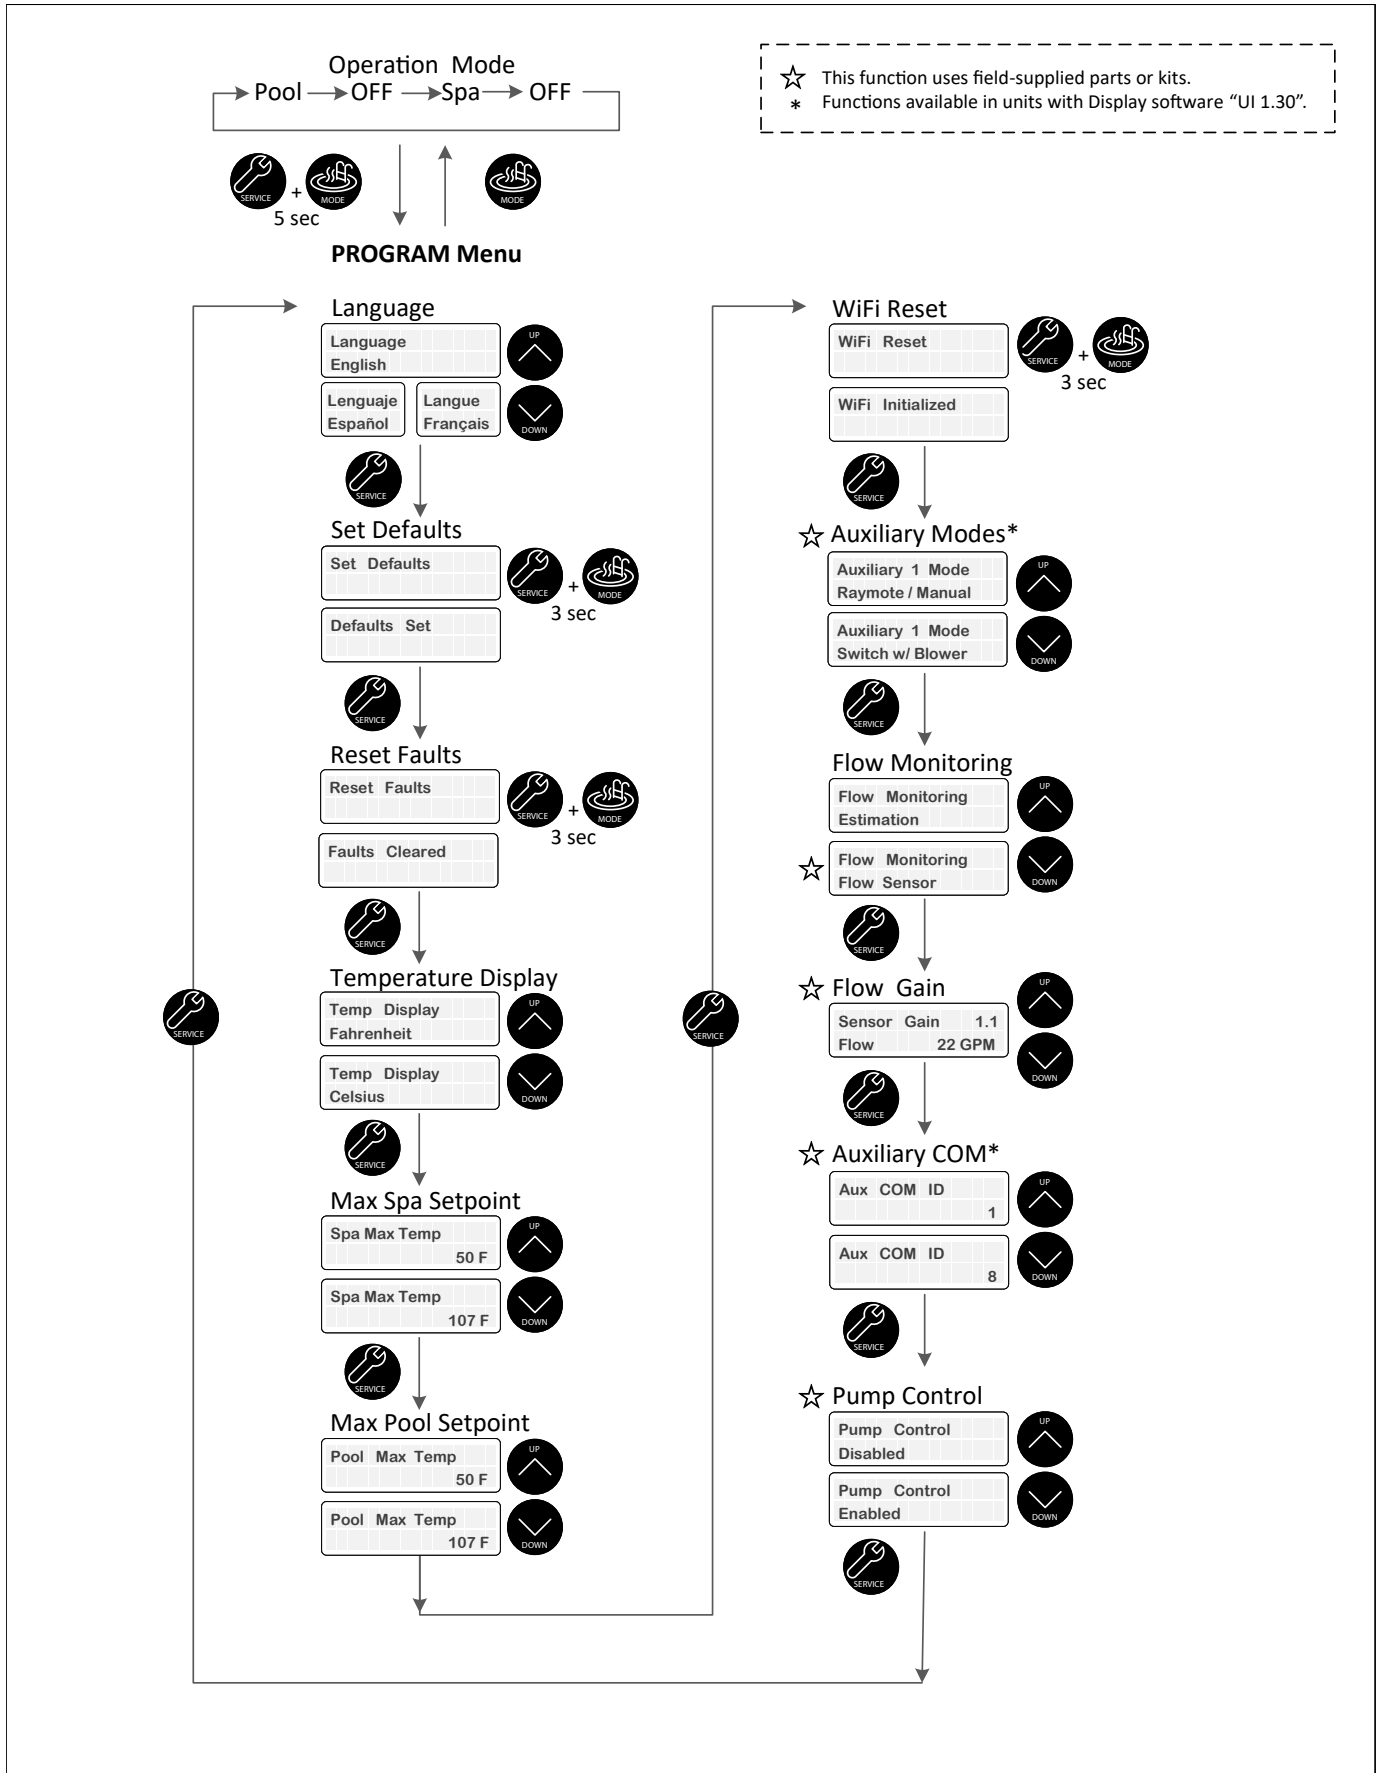 Operation Mode
Pool OFF Spa OFF
☆ This function uses field-supplied parts or kits.
* Functions available in units with Display software “UI 1.30”.
SERVICE + MODE
5 sec
MODE
PROGRAM Menu
Language
Language
English
UP
Lenguaje
Español
Langue
Français
DOWN
SERVICE
Set Defaults
Set Defaults
SERVICE + MODE
3 sec
Defaults Set
SERVICE
Reset Faults
Reset Faults
SERVICE + MODE
3 sec
Faults Cleared
SERVICE
Temperature Display
Temp Display
Fahrenheit
UP
Temp Display
Celsius
DOWN
SERVICE
SERVICE
Max Spa Setpoint
Spa Max Temp
50 F
UP
Spa Max Temp
107 F
DOWN
SERVICE
Max Pool Setpoint
Pool Max Temp
50 F
UP
Pool Max Temp
107 F
DOWN
SERVICE
WiFi Reset
WiFi Reset
SERVICE + MODE
3 sec
WiFi Initialized
SERVICE
☆ Auxiliary Modes*
Auxiliary 1 Mode
Raymote / Manual
UP
Auxiliary 1 Mode
Switch w/ Blower
DOWN
SERVICE
Flow Monitoring
Flow Monitoring
Estimation
UP
☆ Flow Monitoring
Flow Sensor
DOWN
SERVICE
☆ Flow Gain
Sensor Gain 1.1
Flow 22 GPM
UP
DOWN
SERVICE
☆ Auxiliary COM*
Aux COM ID
1
UP
Aux COM ID
8
DOWN
SERVICE
☆ Pump Control
Pump Control
Disabled
UP
Pump Control
Enabled
DOWN
SERVICE